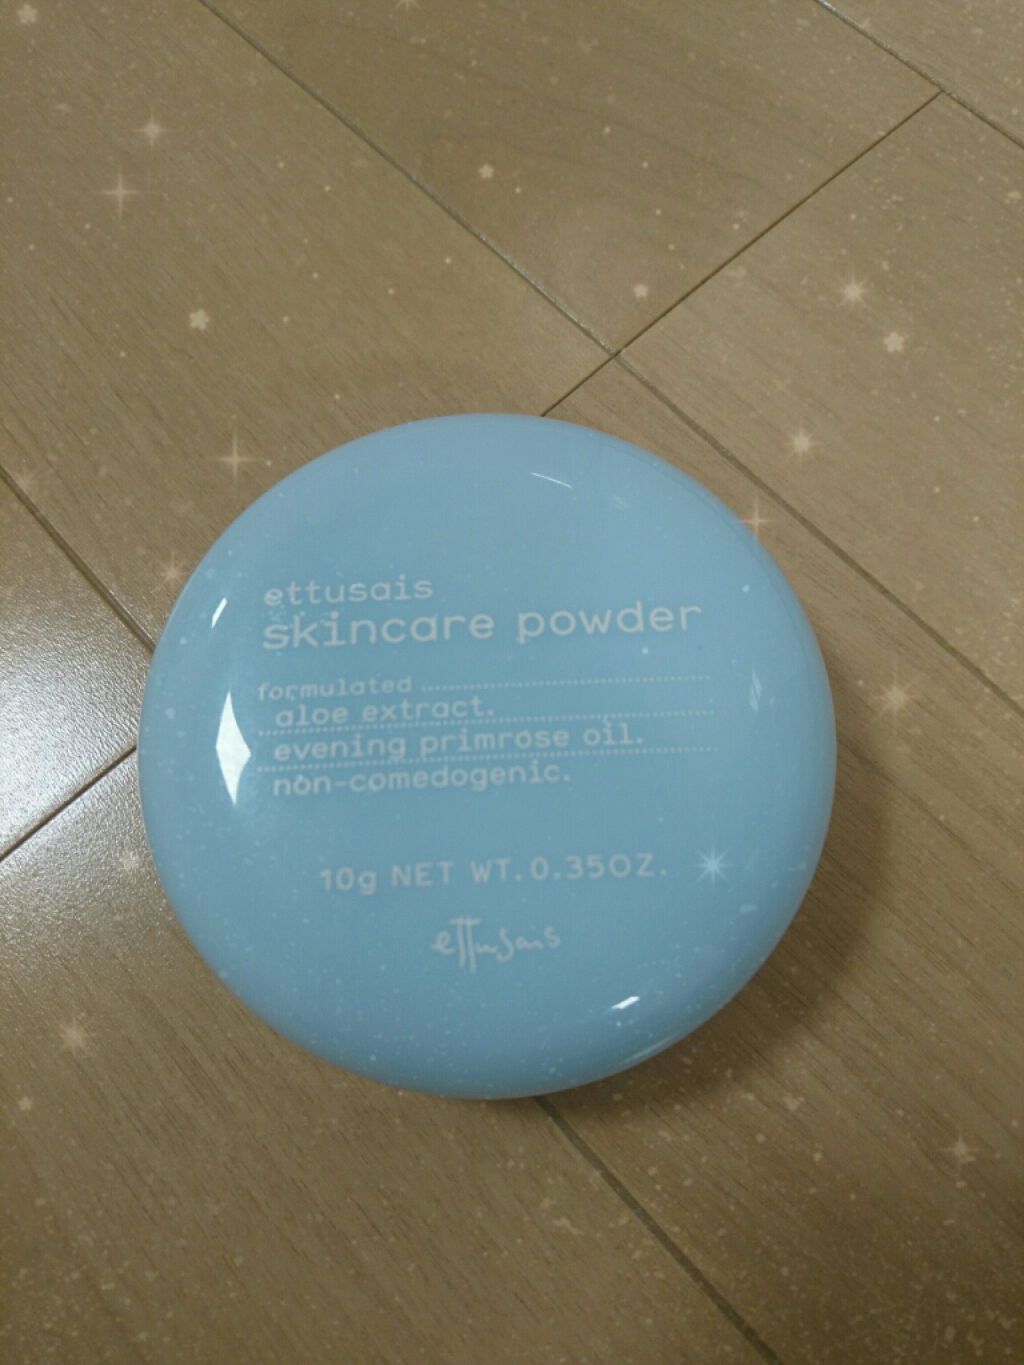 ettusais
skincare powder
formulated
aloe extract.
evening primrose oil.
non-comedogenic.
10g NET WT.0.35OZ.
ettusais